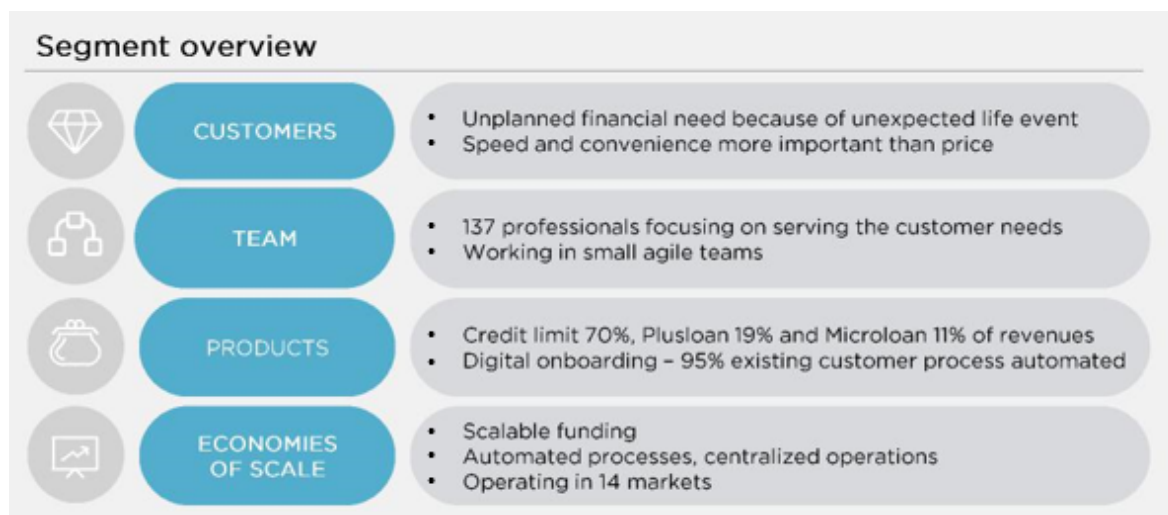 Segment overview
CUSTOMERS
• Unplanned financial need because of unexpected life event
• Speed and convenience more important than price
TEAM
• 137 professionals focusing on serving the customer needs
• Working in small agile teams
PRODUCTS
• Credit limit 70%, Plusloan 19% and Microloan 11% of revenues
• Digital onboarding – 95% existing customer process automated
ECONOMIES
OF SCALE
• Scalable funding
• Automated processes, centralized operations
• Operating in 14 markets